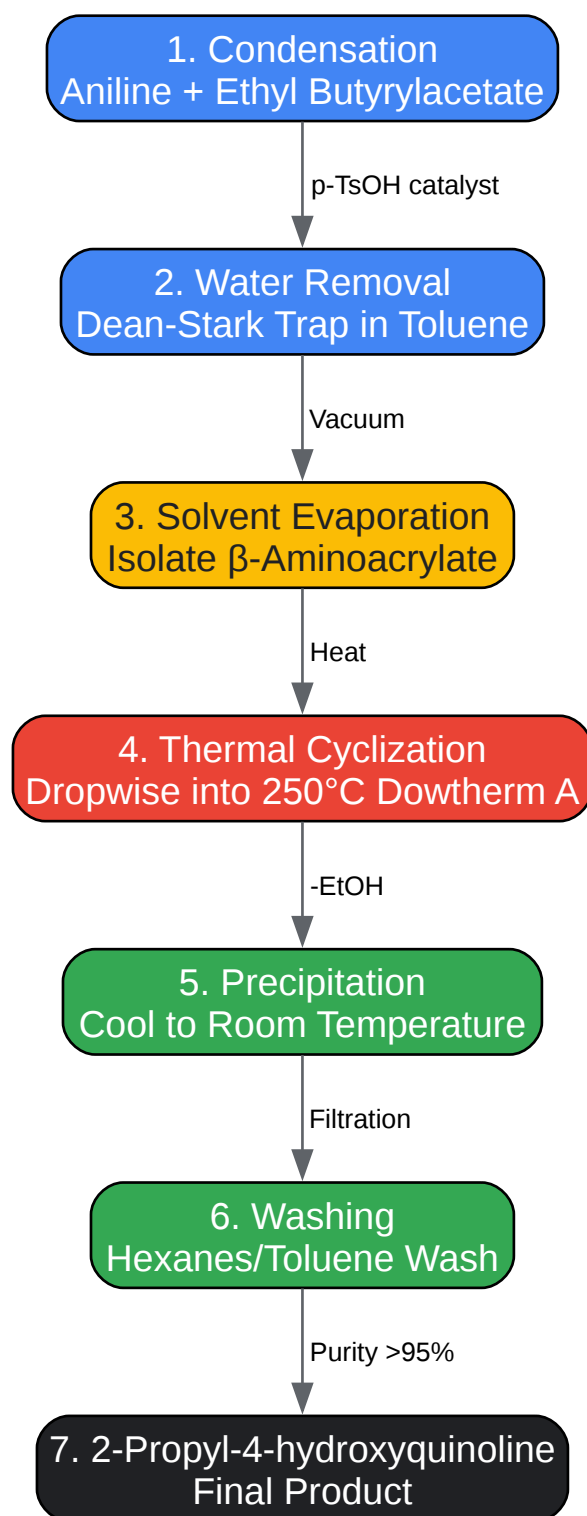 1. Condensation
Aniline + Ethyl Butyrylacetate
p-TsOH catalyst
2. Water Removal
Dean-Stark Trap in Toluene
Vacuum
3. Solvent Evaporation
Isolate β-Aminoacrylate
Heat
4. Thermal Cyclization
Dropwise into 250°C Dowtherm A
-EtOH
5. Precipitation
Cool to Room Temperature
Filtration
6. Washing
Hexanes/Toluene Wash
Purity >95%
7. 2-Propyl-4-hydroxyquinoline
Final Product